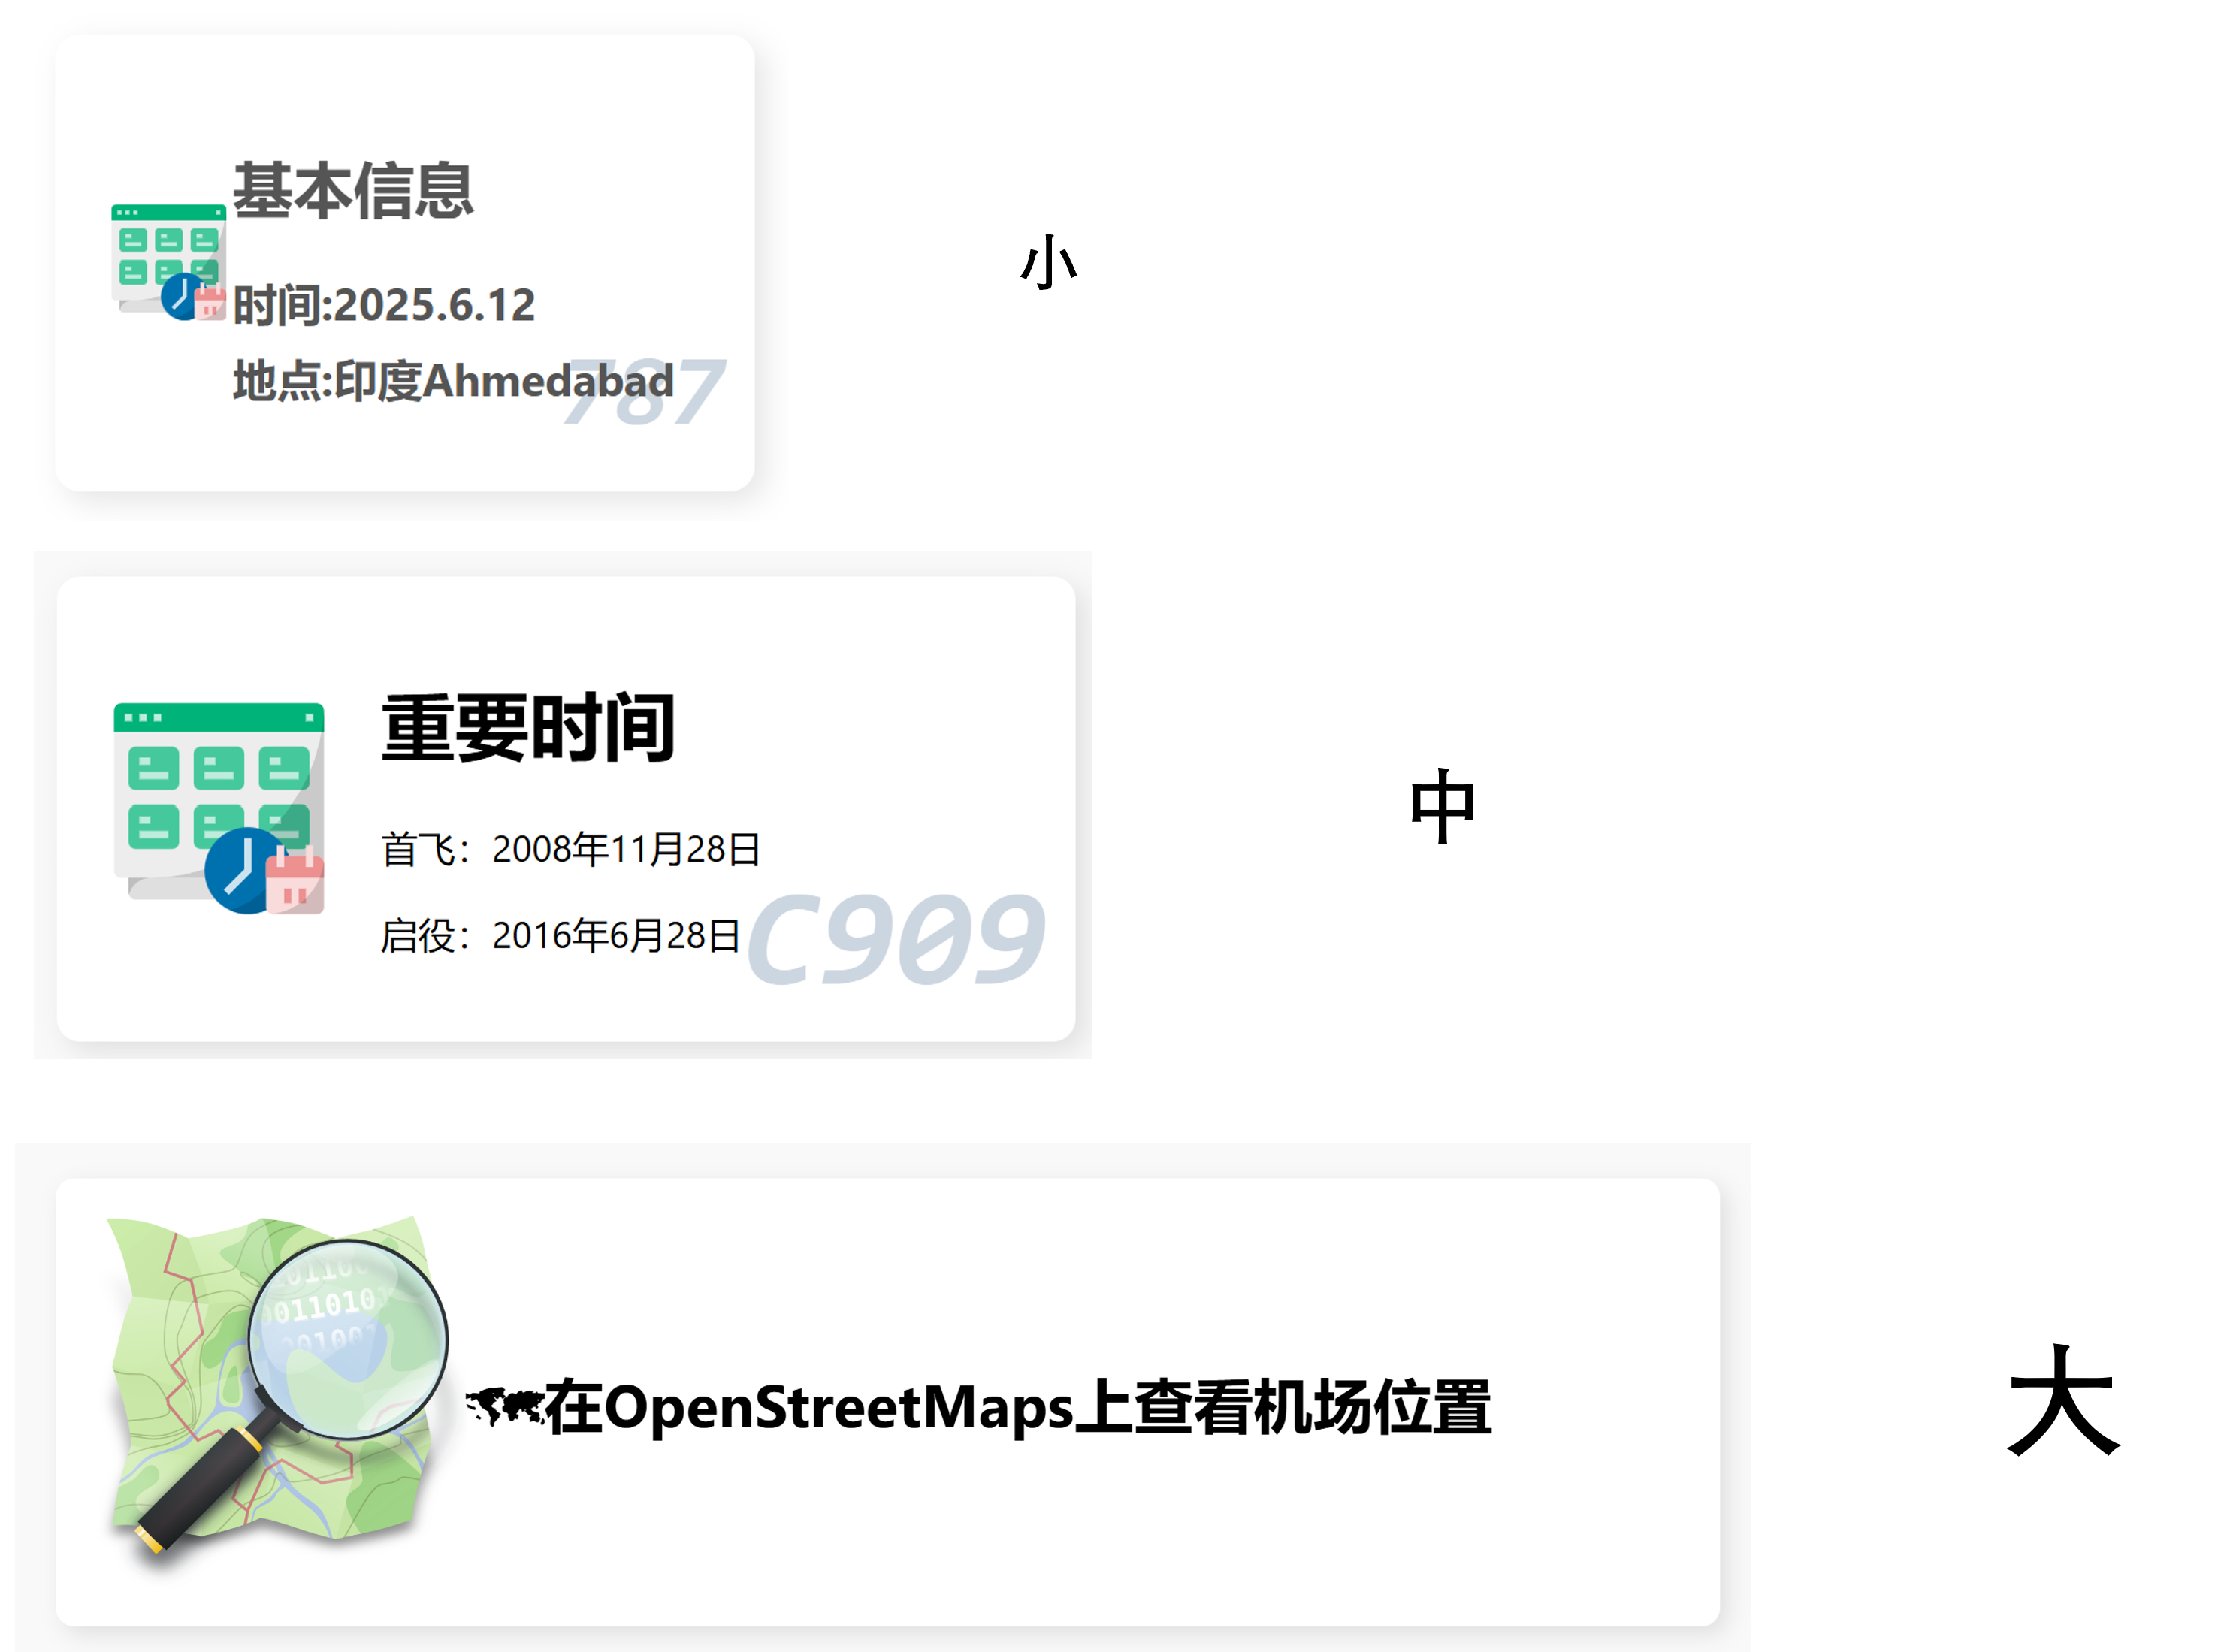 基本信息
小
时间:2025.6.12
地点:印度Ahmedabad
787
重要时间
中
首飞：2008年11月28日
启役：2016年6月28日
C909
在OpenStreetMaps上查看机场位置
大